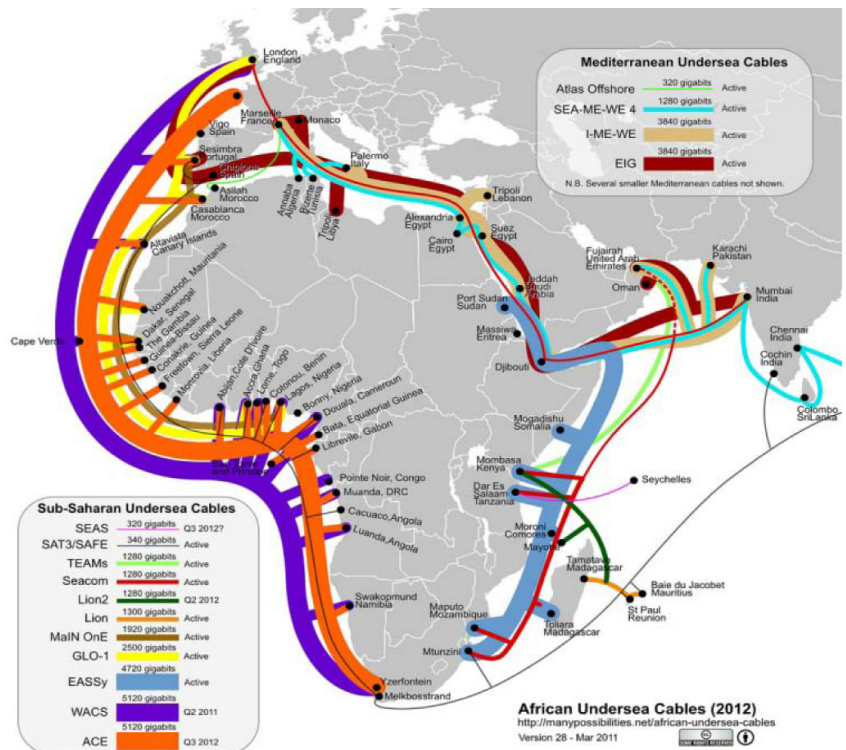 London
England
Vigo
Spain
Marseille
France
Monaco
Sesimbra
Portugal
Chipiona
Spain
Asilah
Morocco
Casablanca
Morocco
Altavista
Canary Islands
Annaba
Algeria
Bizerte
Tunisia
Tripoli
Libya
Palermo
Italy
Tripoli
Lebanon
Alexandria
Egypt
Cairo
Egypt
Suez
Egypt
Jeddah
Saudi
Arabia
Port Sudan
Sudan
Massiwa
Eritrea
Djibouti
Fujairah
United Arab
Emirates
Oman
Karachi
Pakistan
Mumbai
India
Chennai
India
Cochin
India
Colombo
SriLanka
Mediterranean Undersea Cables
Atlas Offshore 320 gigabits Active
SEA-ME-WE 4 1280 gigabits Active
I-ME-WE 3840 gigabits Active
EIG 3840 gigabits Active
N.B. Several smaller Mediterranean cables not shown.
Cape Verde
Nouakchott, Mauritania
Dakar, Senegal
The Gambia
Guinea-Bissau
Conakrie, Guinea
Freetown, Sierra Leone
Monrovia, Liberia
Abijan,Cote D'Ivoire
Accra,Ghana
Lome, Togo
Cotonou, Benin
Lagos, Nigeria
Bonny, Nigeria
Douala, Cameroun
Bata, Equatorial Guinea
Libreville, Gabon
Pointe Noir, Congo
Muanda, DRC
Cacuaco,Angola
Luanda,Angola
Swakopmund
Namibia
Yzerfontein
Melkbosstrand
Mogadishu
Somalia
Mombasa
Kenya
Dar Es
Salaam
Tanzania
Seychelles
Moroni
Comores
Mayotte
Tamatave
Madagascar
Baie du Jacobet
Mauritius
St Paul
Reunion
Toliara
Madagascar
Maputo
Mozambique
Mtunzini
Sub-Saharan Undersea Cables
SEAS 320 gigabits Q3 2012?
SAT3/SAFE 340 gigabits Active
TEAMs 1280 gigabits Active
Seacom 1280 gigabits Active
Lion2 1280 gigabits Q2 2012
Lion 1300 gigabits Active
MaIN OnE 1920 gigabits Active
GLO-1 2500 gigabits Active
EASSy 4720 gigabits Active
WACS 5120 gigabits Q2 2011
ACE 5120 gigabits Q3 2012
African Undersea Cables (2012)
http://manypossibilities.net/african-undersea-cables
Version 28 - Mar 2011
cc
SOME RIGHTS RESERVED